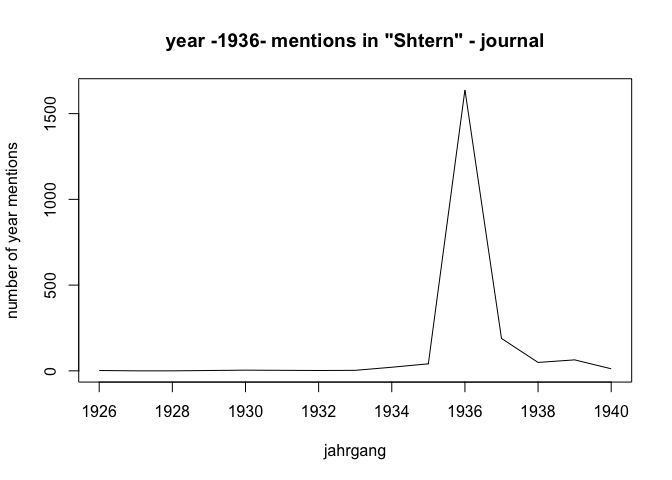 year -1936- mentions in "Shtern" - journal
number of year mentions
1500
1000
500
0
1926 1928 1930 1932 1934 1936 1938 1940
jahrgang